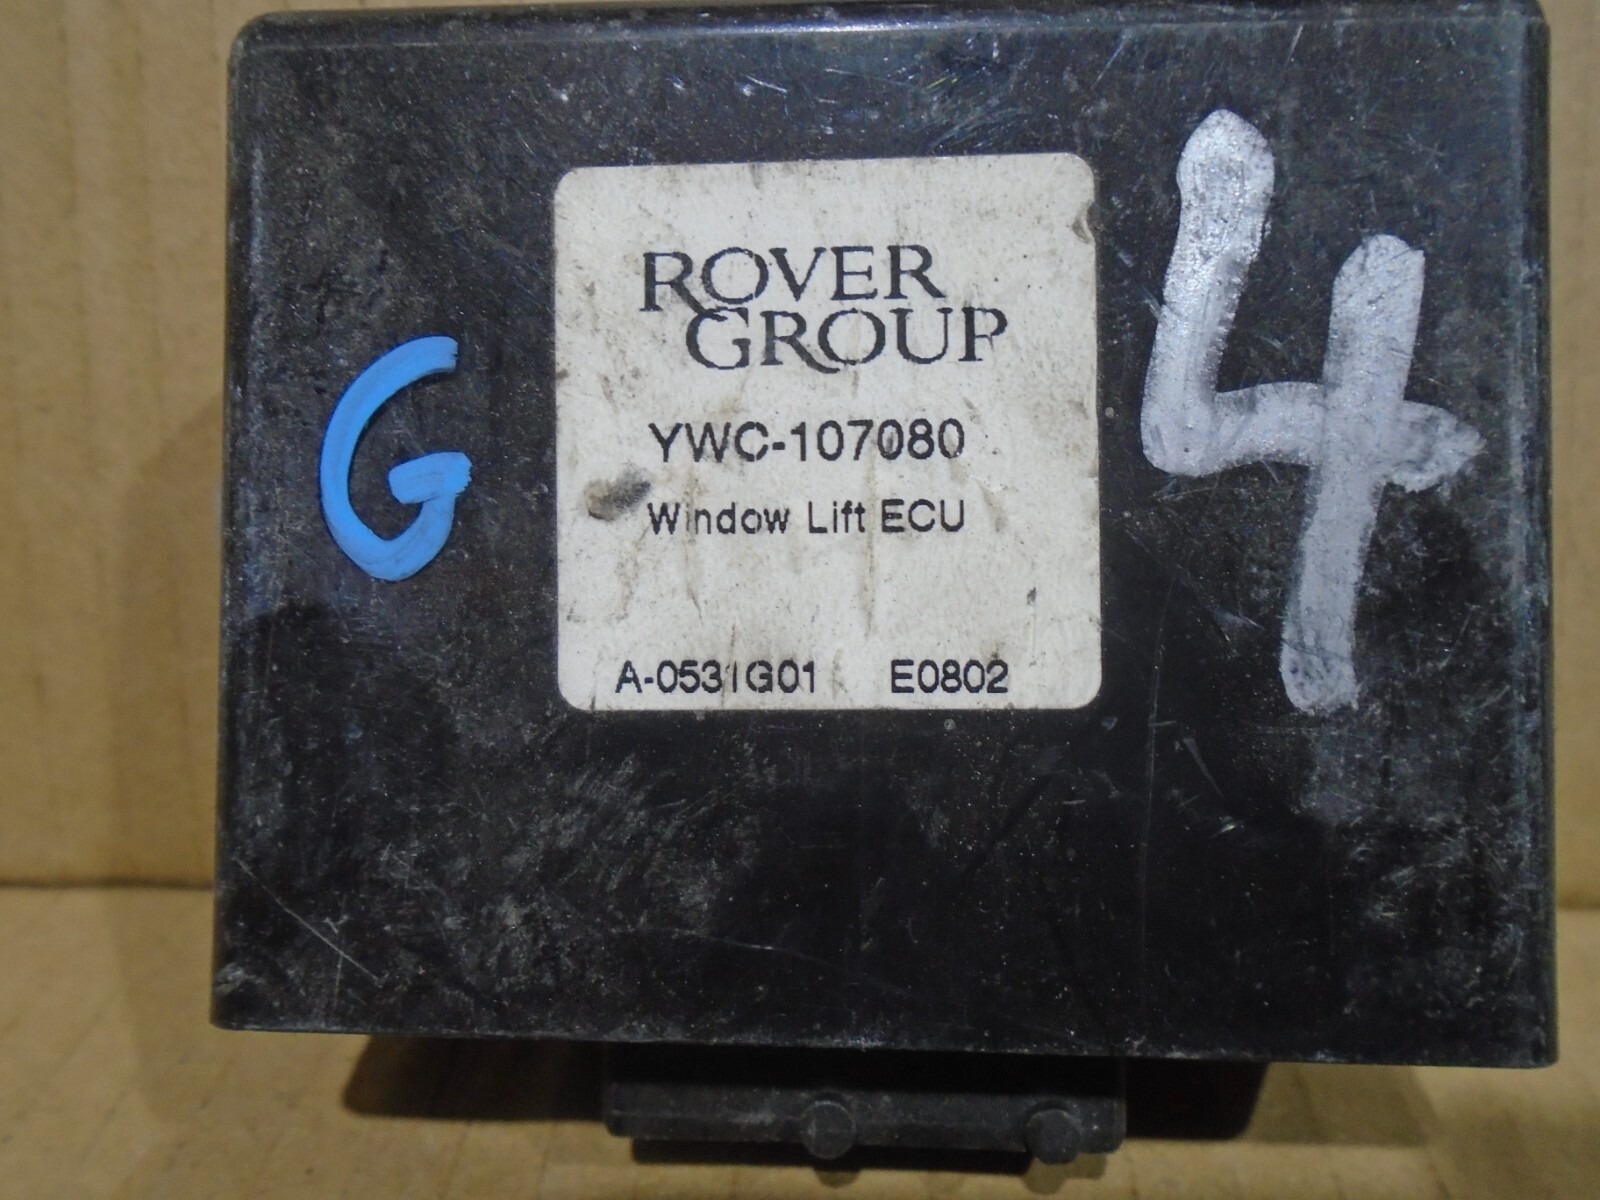 G
ROVER
GROUP
YWC-107080
Window Lift ECU
A-0531G01 E0802
4